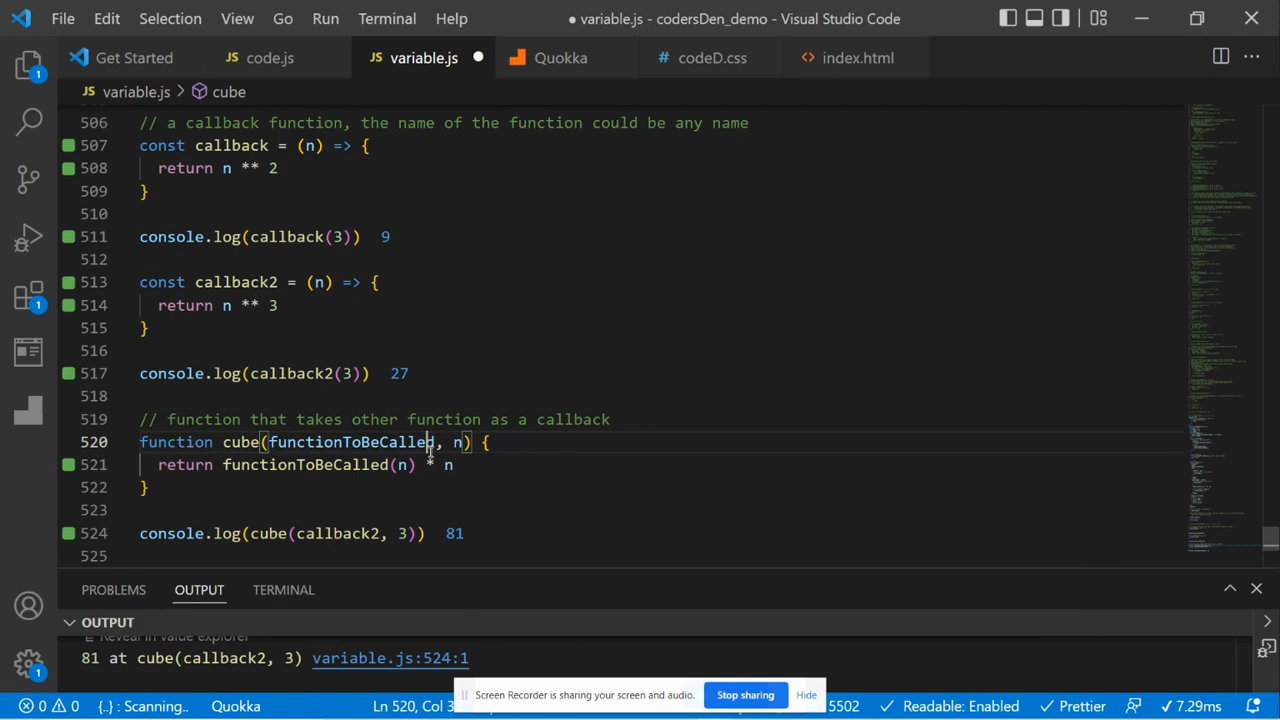 File Edit Selection View Go Run Terminal Help ● variable.js - codersDen_demo - Visual Studio Code
Get Started JS code.js JS variable.js ● Quokka # codeD.css <> index.html ...
JS variable.js > cube
506 // a callback function, the name of the function could be any name
507 const callback = (n) => {
508 return n ** 2
509 }
510
511 console.log(callback(3)) 9
512
513 const callback2 = (n) => {
514 return n ** 3
515 }
516
517 console.log(callback2(3)) 27
518
519 // function that takes other function as a callback
520 function cube(functionToBeCalled, n) {
521 return functionToBeCalled(n) * n
522 }
523
524 console.log(cube(callback2, 3)) 81
525
PROBLEMS OUTPUT TERMINAL
OUTPUT
Reveal in value explorer
81 at cube(callback2, 3) variable.js:524:1
Screen Recorder is sharing your screen and audio. Stop sharing Hide
0 0 {..} : Scanning.. Quokka Ln 520, Col 3 5502 Readable: Enabled Prettier 7.29ms
1
1
1